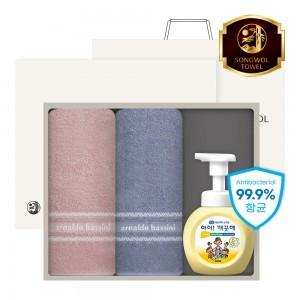 SONGWOL
TOWEL
arnaldo bassini
arnaldo bassini
아이! 깨끗해
Antibacterial
99.9%
항균